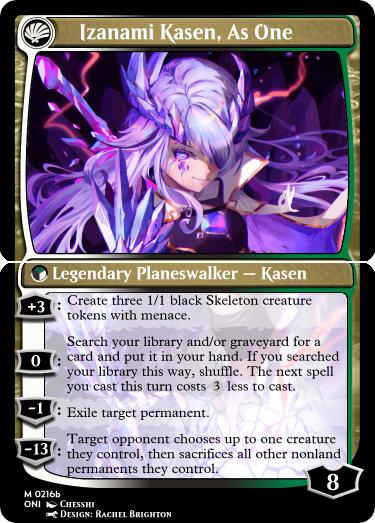 Izanami Kasen, As One
Legendary Planeswalker — Kasen
+3: Create three 1/1 black Skeleton creature
tokens with menace.
0: Search your library and/or graveyard for a
card and put it in your hand. If you searched
your library this way, shuffle. The next spell
you cast this turn costs 3 less to cast.
-1: Exile target permanent.
-13: Target opponent chooses up to one creature
they control, then sacrifices all other nonland
permanents they control.
8
M 0216b
ONI Chesshi
Design: Rachel Brighton